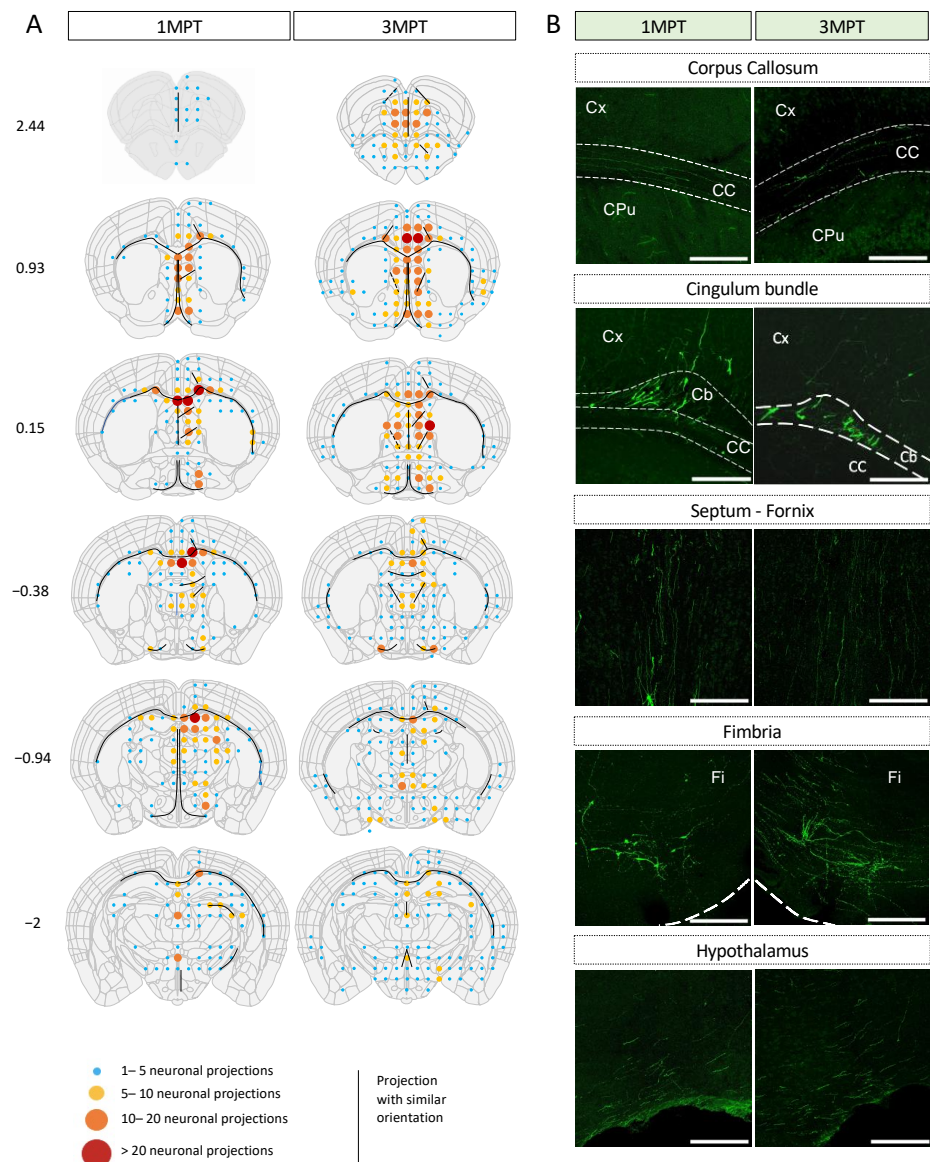 A
1MPT
3MPT
2.44
0.93
0.15
−0.38
−0.94
−2
1– 5 neuronal projections
5– 10 neuronal projections
10– 20 neuronal projections
> 20 neuronal projections
Projection
with similar
orientation
B
1MPT
3MPT
Corpus Callosum
Cx
CC
CPu
Cx
CC
CPu
Cingulum bundle
Cx
Cb
CC
Cx
CC
Cb
Septum - Fornix
Fimbria
Fi
Fi
Hypothalamus